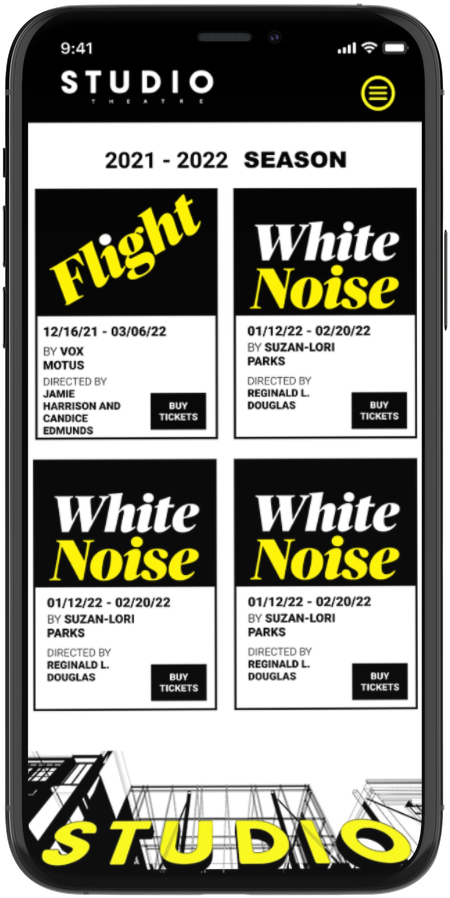 9:41
STUDIO
THEATRE
2021 - 2022 SEASON
Flight
12/16/21 - 03/06/22
BY VOX
MOTUS
DIRECTED BY
JAMIE
HARRISON AND
CANDICE
EDMUNDS
BUY
TICKETS
White
Noise
01/12/22 - 02/20/22
BY SUZAN-LORI
PARKS
DIRECTED BY
REGINALD L.
DOUGLAS
BUY
TICKETS
White
Noise
01/12/22 - 02/20/22
BY SUZAN-LORI
PARKS
DIRECTED BY
REGINALD L.
DOUGLAS
BUY
TICKETS
White
Noise
01/12/22 - 02/20/22
BY SUZAN-LORI
PARKS
DIRECTED BY
REGINALD L.
DOUGLAS
BUY
TICKETS
STUDIO